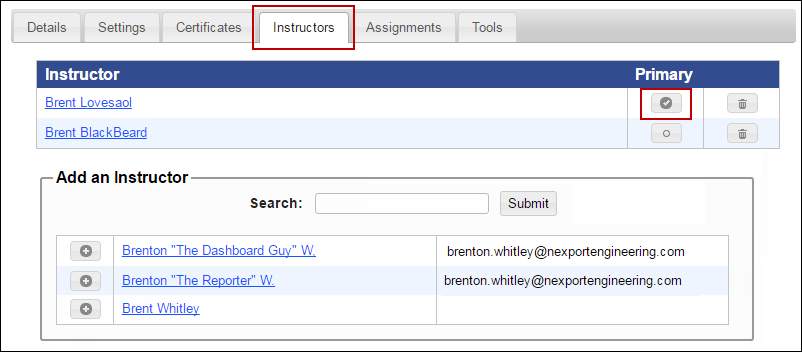 Details Settings Certificates Instructors Assignments Tools
Instructor Primary
Brent Lovesaol
Brent BlackBeard
Add an Instructor
Search: Submit
Brenton "The Dashboard Guy" W. brenton.whitley@nexportengineering.com
Brenton "The Reporter" W. brenton.whitley@nexportengineering.com
Brent Whitley